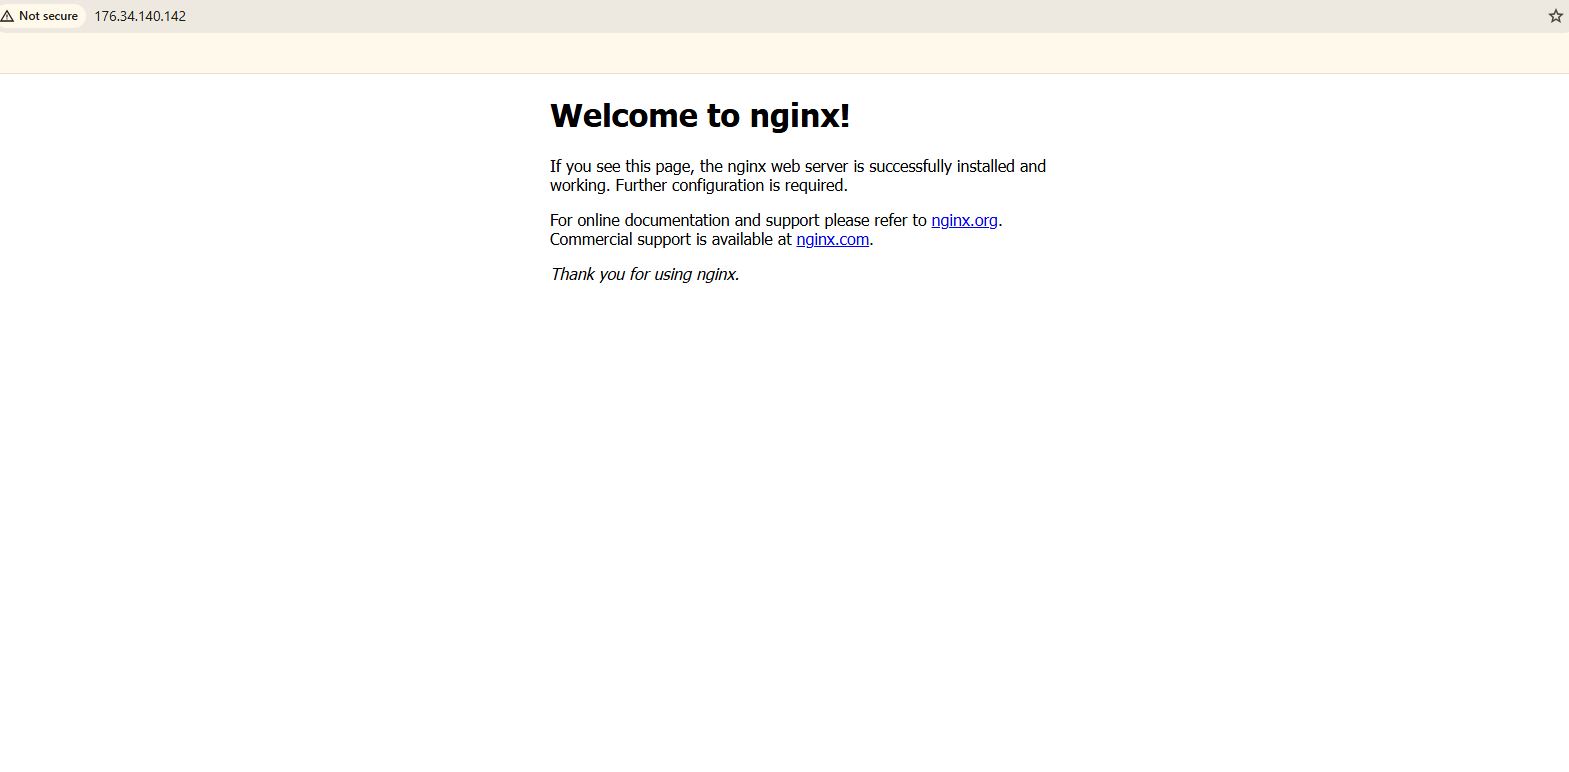 Not secure 176.34.140.142
Welcome to nginx!
If you see this page, the nginx web server is successfully installed and
working. Further configuration is required.
For online documentation and support please refer to nginx.org.
Commercial support is available at nginx.com.
Thank you for using nginx.